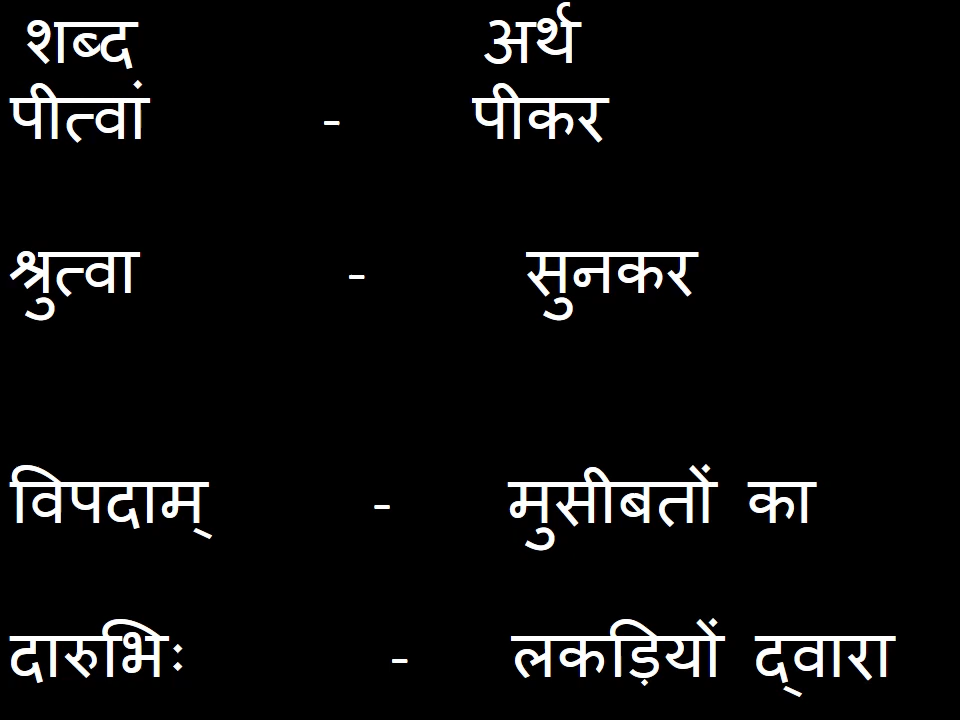 शब्द अर्थ
पीत्वां - पीकर
श्रुत्वा - सुनकर
विपदाम् - मुसीबतों का
दारुभिः - लकड़ियों द्वारा